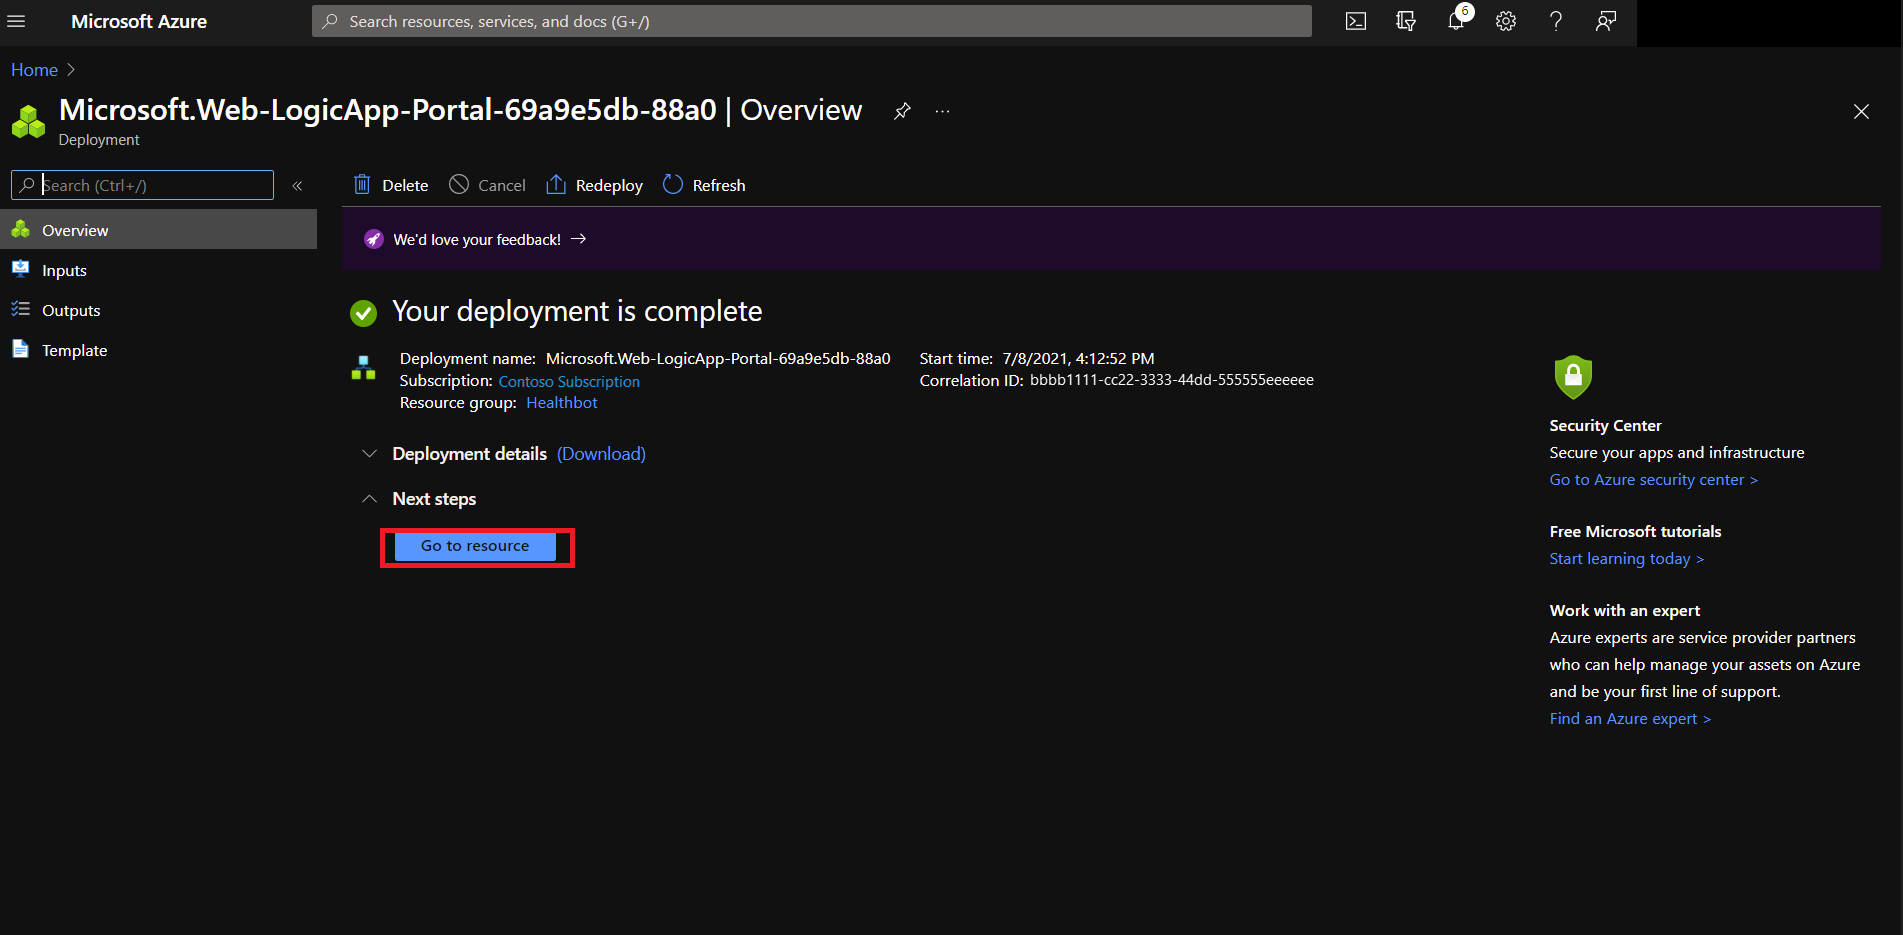 Microsoft Azure
Search resources, services, and docs (G+/)
6
Home >
Microsoft.Web-LogicApp-Portal-69a9e5db-88a0 | Overview
Deployment
Search (Ctrl+/)
Overview
Inputs
Outputs
Template
Delete
Cancel
Redeploy
Refresh
We'd love your feedback! →
Your deployment is complete
Deployment name: Microsoft.Web-LogicApp-Portal-69a9e5db-88a0
Subscription: Contoso Subscription
Resource group: Healthbot
Start time: 7/8/2021, 4:12:52 PM
Correlation ID: bbbb1111-cc22-3333-44dd-555555eeeeee
Deployment details (Download)
Next steps
Go to resource
Security Center
Secure your apps and infrastructure
Go to Azure security center >
Free Microsoft tutorials
Start learning today >
Work with an expert
Azure experts are service provider partners
who can help manage your assets on Azure
and be your first line of support.
Find an Azure expert >